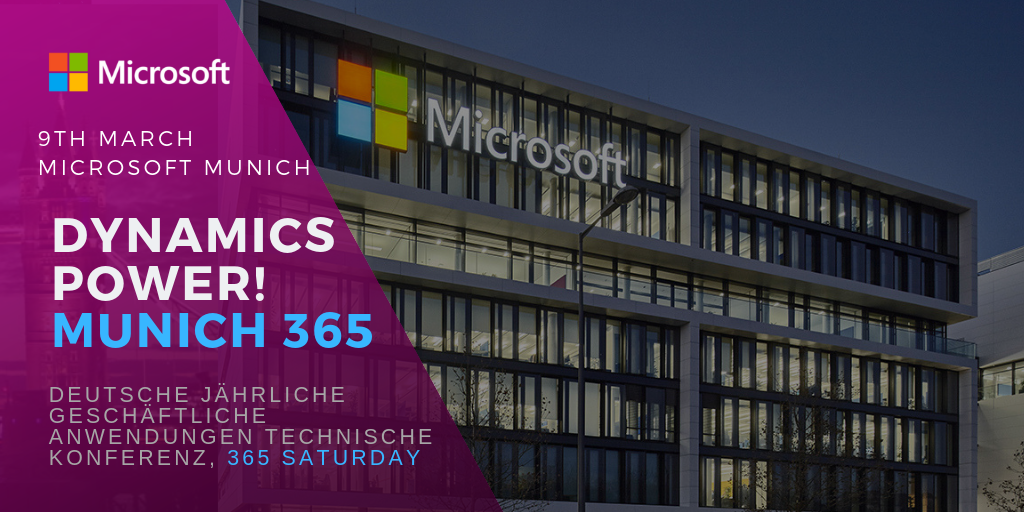 Microsoft
9TH MARCH
MICROSOFT MUNICH
DYNAMICS
POWER!
MUNICH 365
DEUTSCHE JÄHRLICHE
GESCHÄFTLICHE
ANWENDUNGEN TECHNISCHE
KONFERENZ, 365 SATURDAY
Microsoft